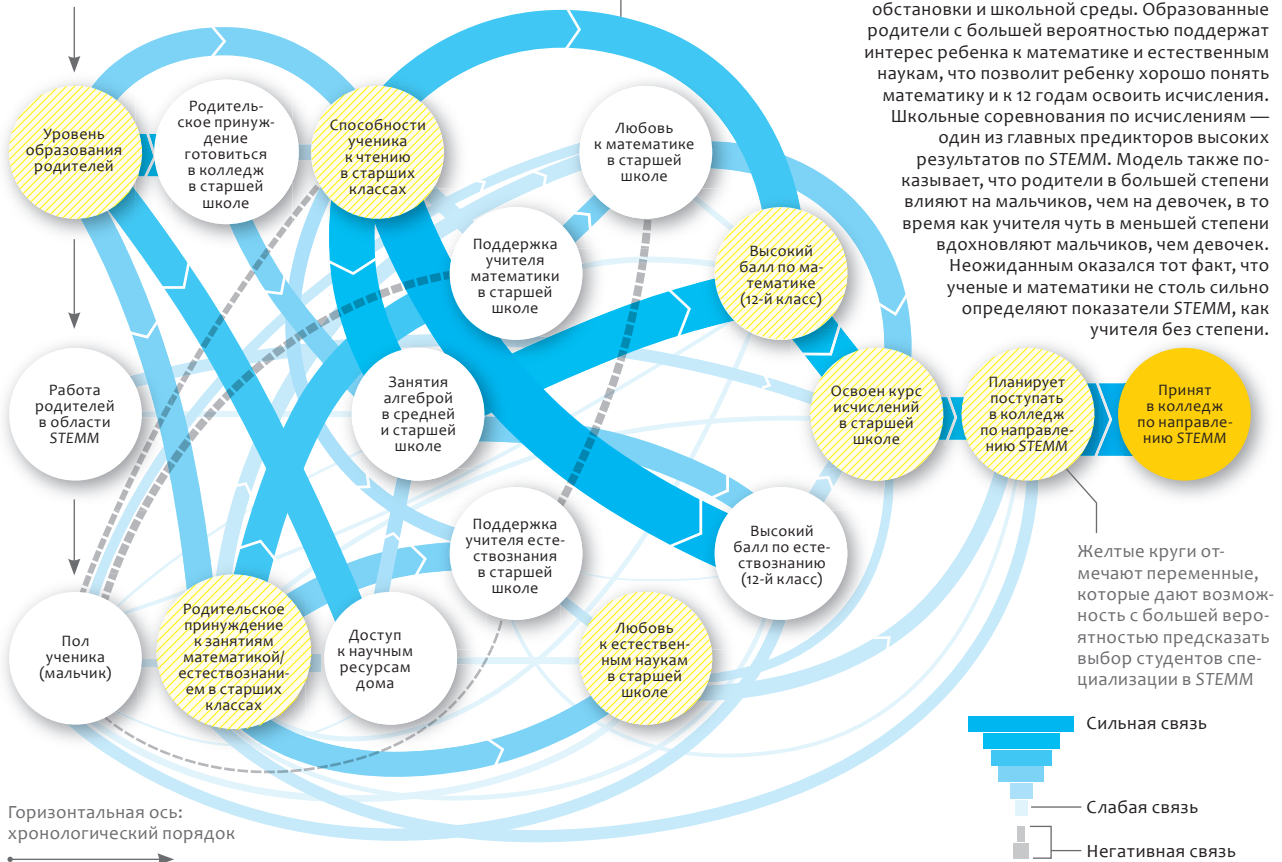 обстановки и школьной среды. Образованные
родители с большей вероятностью поддержат
интерес ребенка к математике и естественным
наукам, что позволит ребенку хорошо понять
математику и к 12 годам освоить исчисления.
Школьные соревнования по исчислениям —
один из главных предикторов высоких
результатов по STEMM. Модель также по-
казывает, что родители в большей степени
влияют на мальчиков, чем на девочек, в то
время как учителя чуть в меньшей степени
вдохновляют мальчиков, чем девочек.
Неожиданным оказался тот факт, что
ученые и математики не столь сильно
определяют показатели STEMM, как
учителя без степени.
Уровень
образования
родителей
Родитель-
ское принуж-
дение
готовиться
в колледж
в старшей
школе
Способности
ученика
к чтению
в старших
классах
Любовь
к математике
в старшей
школе
Поддержка
учителя
математики
в старшей
школе
Высокий
балл по ма-
тематике
(12-й класс)
Работа
родителей
в области
STEMM
Занятия
алгеброй
в средней
и старшей
школе
Освоен курс
исчислений
в старшей
школе
Планирует
поступать
в колледж
по направле-
нию STEMM
Принят
в колледж
по направле-
нию STEMM
Поддержка
учителя есте-
ствознания
в старшей
школе
Высокий
балл по есте-
ствознанию
(12-й класс)
Пол
ученика
(мальчик)
Родительское
принуждение
к занятиям
математикой/
естествознани-
ем в старших
классах
Доступ
к научным
ресурсам
дома
Любовь
к естествен-
ным наукам
в старшей
школе
Желтые круги от-
мечают переменные,
которые дают возмож-
ность с большей веро-
ятностью предсказать
выбор студентов спе-
циализации в STEMM
Сильная связь
Слабая связь
Негативная связь
Горизонтальная ось:
хронологический порядок